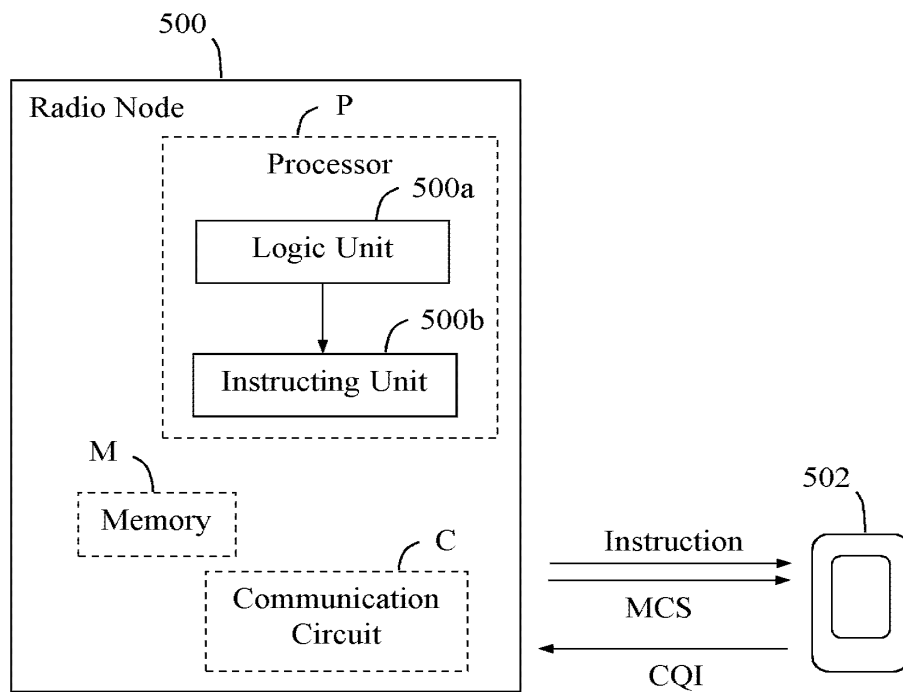 500
Radio Node
P
Processor
500a
Logic Unit
500b
Instructing Unit
M
Memory
C
Communication
Circuit
502
Instruction
MCS
CQI